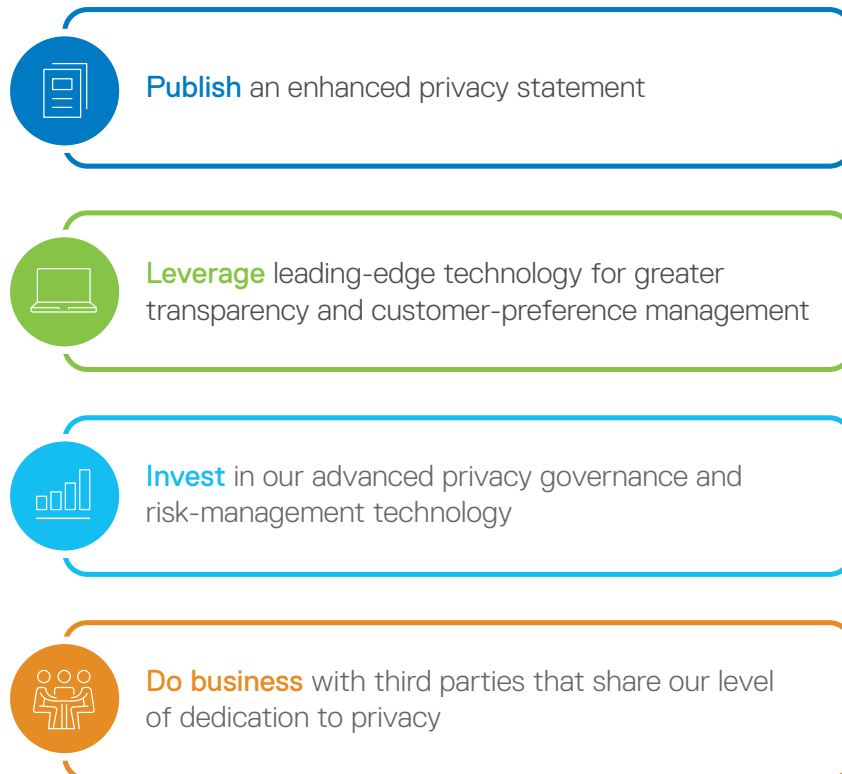 Publish an enhanced privacy statement
Leverage leading-edge technology for greater
transparency and customer-preference management
Invest in our advanced privacy governance and
risk-management technology
Do business with third parties that share our level
of dedication to privacy